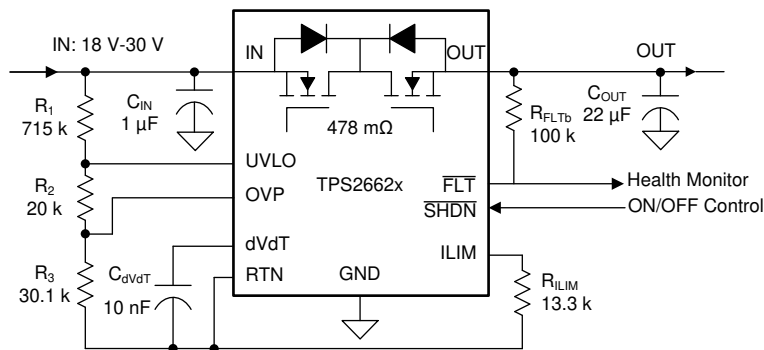 IN: 18 V-30 V
IN
OUT
OUT
R1
715 k
CIN
1 µF
478 mΩ
RFLTb
100 k
COUT
22 µF
UVLO
TPS2662x
FLT
Health Monitor
R2
20 k
OVP
SHDN
ON/OFF Control
dVdT
ILIM
R3
30.1 k
CdVdT
10 nF
RTN
GND
RILIM
13.3 k